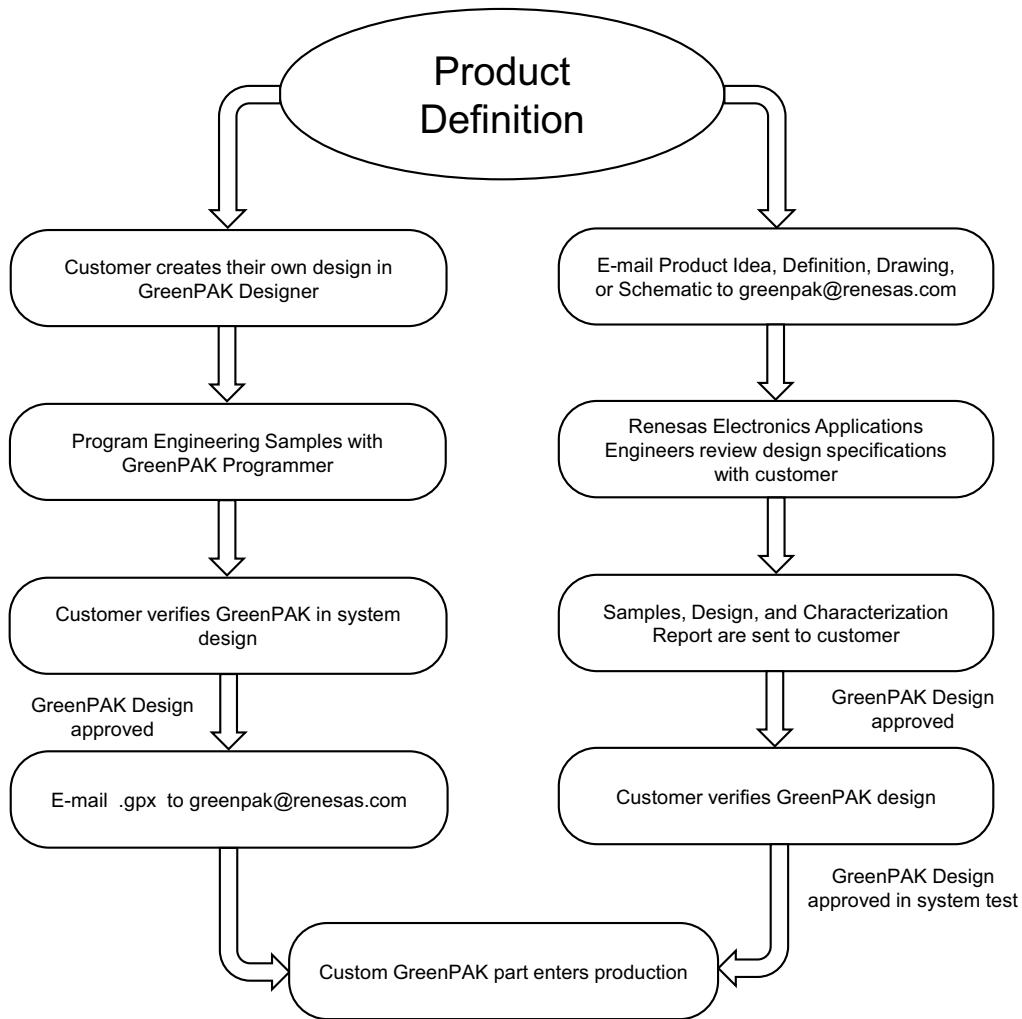 Product
Definition
Customer creates their own design in
GreenPAK Designer
Program Engineering Samples with
GreenPAK Programmer
Customer verifies GreenPAK in system
design
GreenPAK Design
approved
E-mail .gpx to greenpak@renesas.com
E-mail Product Idea, Definition, Drawing,
or Schematic to greenpak@renesas.com
Renesas Electronics Applications
Engineers review design specifications
with customer
Samples, Design, and Characterization
Report are sent to customer
GreenPAK Design
approved
Customer verifies GreenPAK design
GreenPAK Design
approved in system test
Custom GreenPAK part enters production